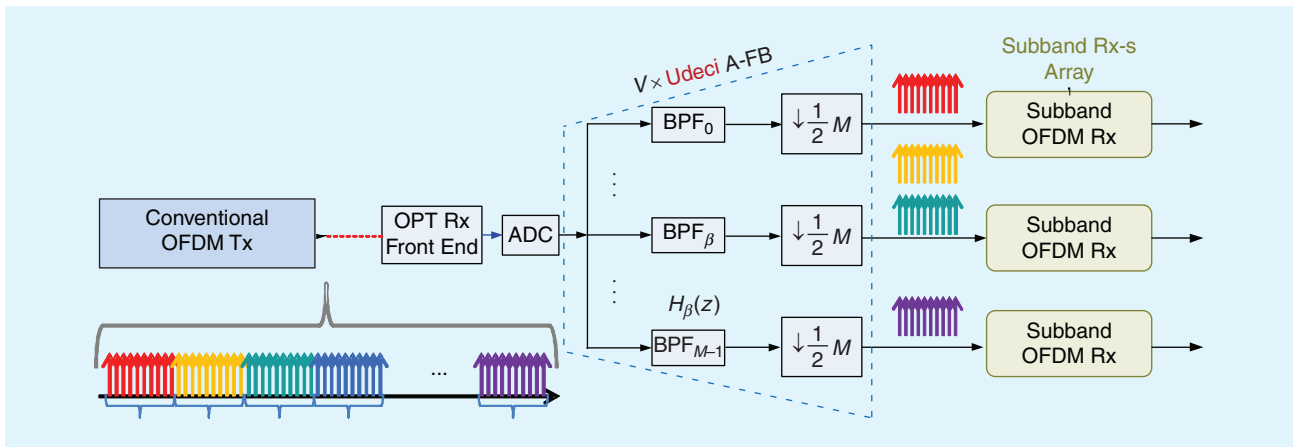 Subband Rx-s
Array
V × Udeci A-FB
BPF0
↓ 1/2 M
Subband
OFDM Rx
⋮
Conventional
OFDM Tx
OPT Rx
Front End
ADC
BPFβ
↓ 1/2 M
Subband
OFDM Rx
⋮
Hβ(z)
BPFM–1
↓ 1/2 M
Subband
OFDM Rx
...